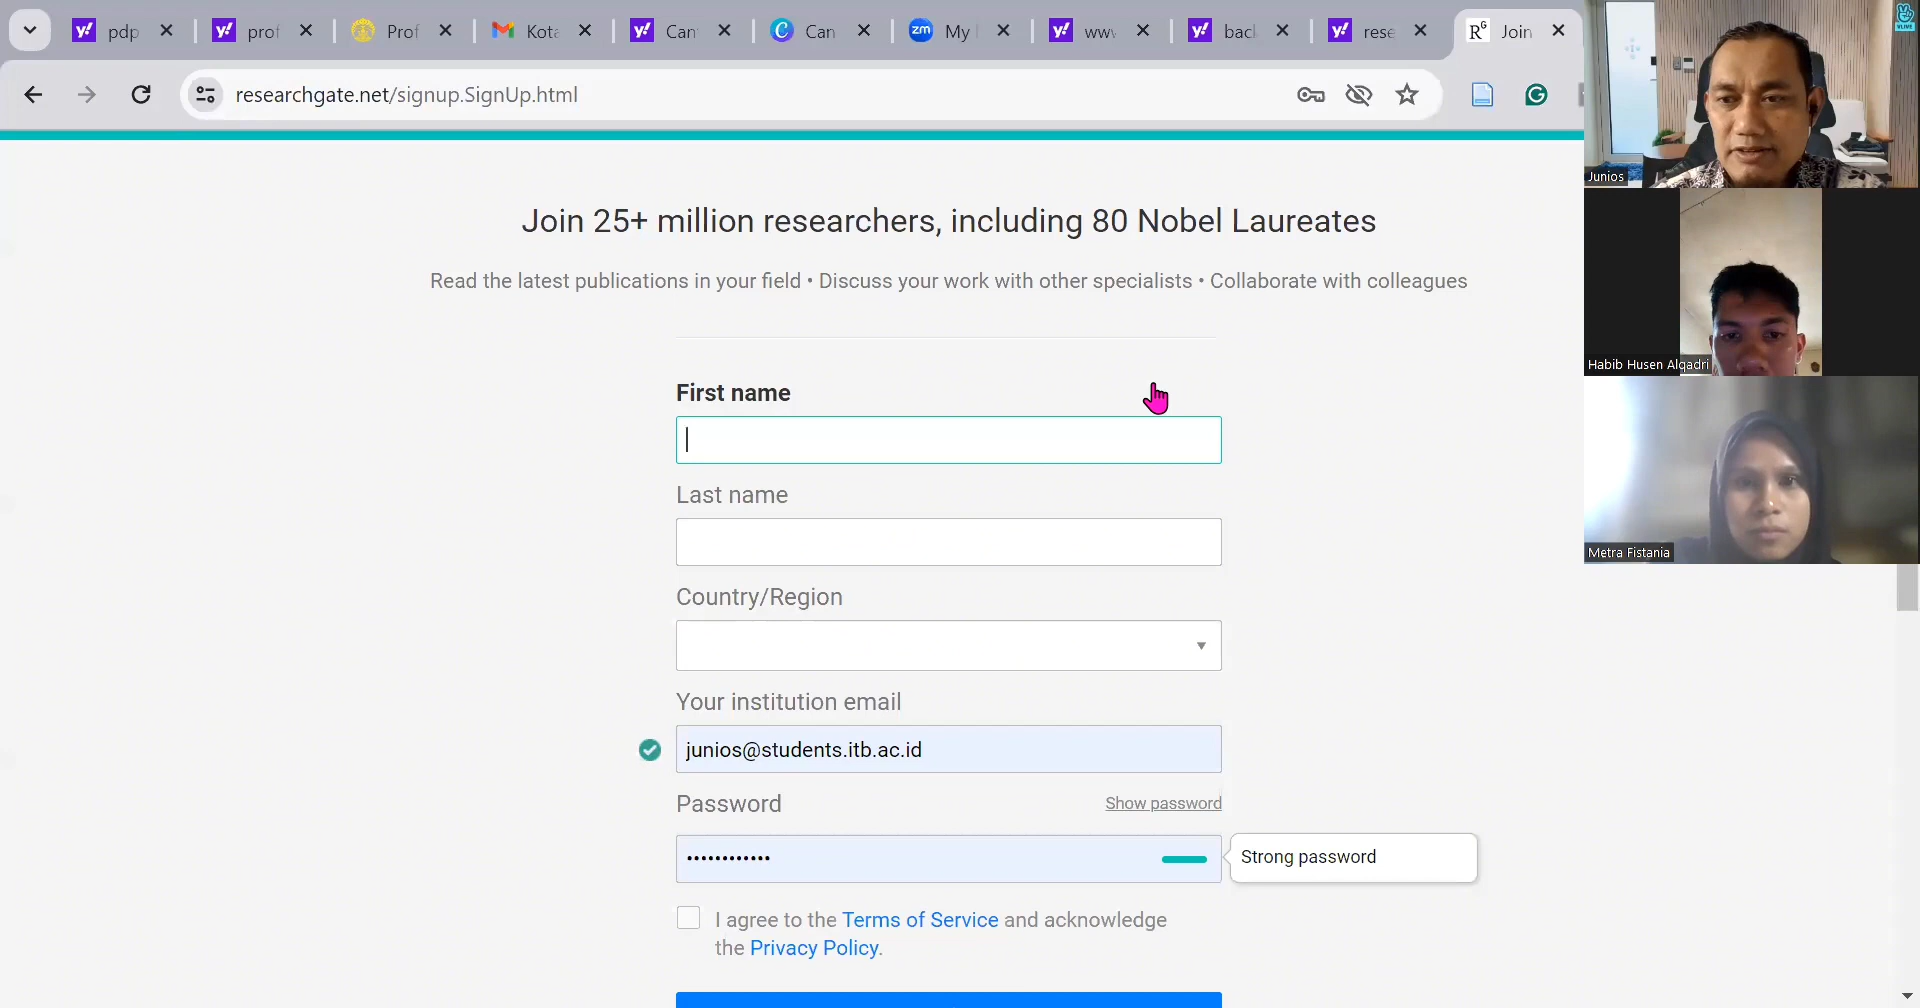 pdp
prof
Prof
Kota
Can
Can
My
www
back
rese
Join
researchgate.net/signup.SignUp.html
Join 25+ million researchers, including 80 Nobel Laureates
Read the latest publications in your field • Discuss your work with other specialists • Collaborate with colleagues
First name
Last name
Country/Region
Your institution email
junios@students.itb.ac.id
Password
Show password
••••••••••••
Strong password
I agree to the Terms of Service and acknowledge
the Privacy Policy.
Junios
Habib Husen Alqadri
Metra Fistania
VLIVE